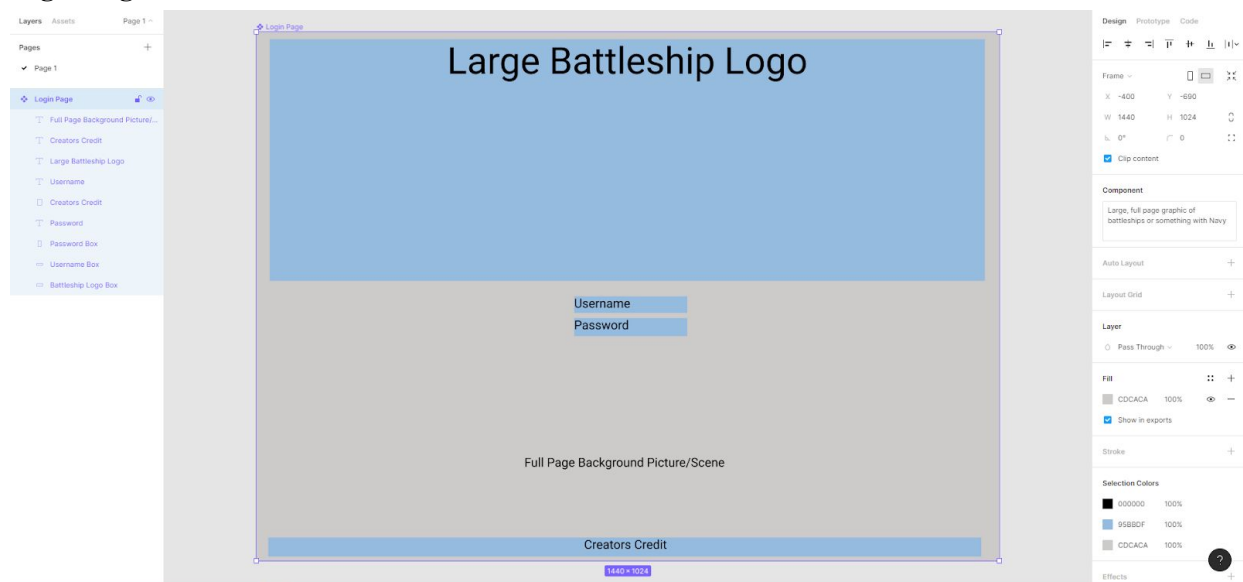 Layers Assets Page 1
Pages
Page 1
Login Page
Full Page Background Picture/...
Creators Credit
Large Battleship Logo
Username
Creators Credit
Password
Password Box
Username Box
Battleship Logo Box
Login Page
Large Battleship Logo
Username
Password
Full Page Background Picture/Scene
Creators Credit
1440 × 1024
Design Prototype Code
Frame
X -400 Y -690
W 1440 H 1024
0° 0
Clip content
Component
Large, full page graphic of
battleships or something with Navy
Auto Layout
Layout Grid
Layer
Pass Through 100%
Fill
CDCACA 100%
Show in exports
Stroke
Selection Colors
000000 100%
95BBDF 100%
CDCACA 100%
Effects
?